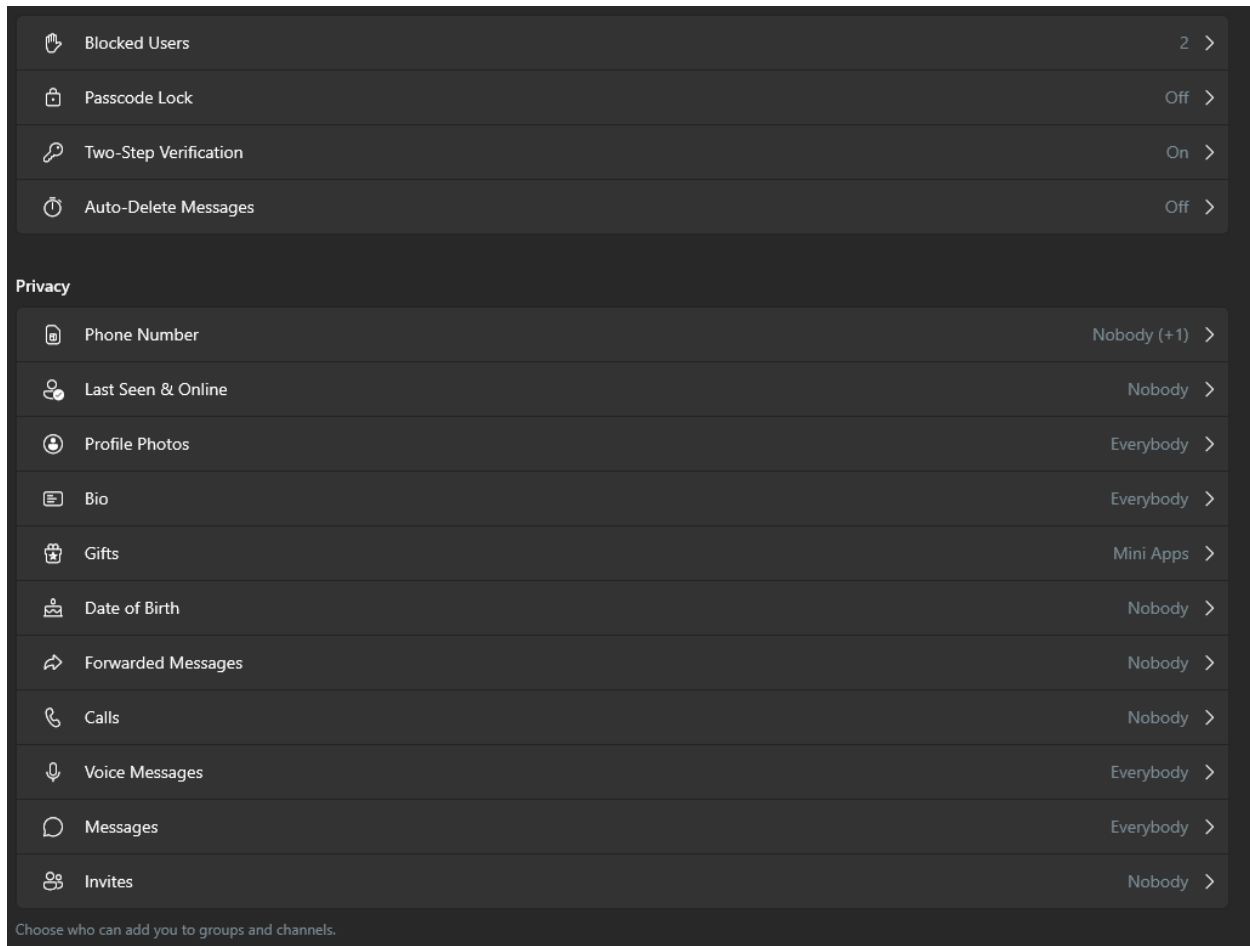 Blocked Users 2
Passcode Lock Off
Two-Step Verification On
Auto-Delete Messages Off
Privacy
Phone Number Nobody (+1)
Last Seen & Online Nobody
Profile Photos Everybody
Bio Everybody
Gifts Mini Apps
Date of Birth Nobody
Forwarded Messages Nobody
Calls Nobody
Voice Messages Everybody
Messages Everybody
Invites Nobody
Choose who can add you to groups and channels.